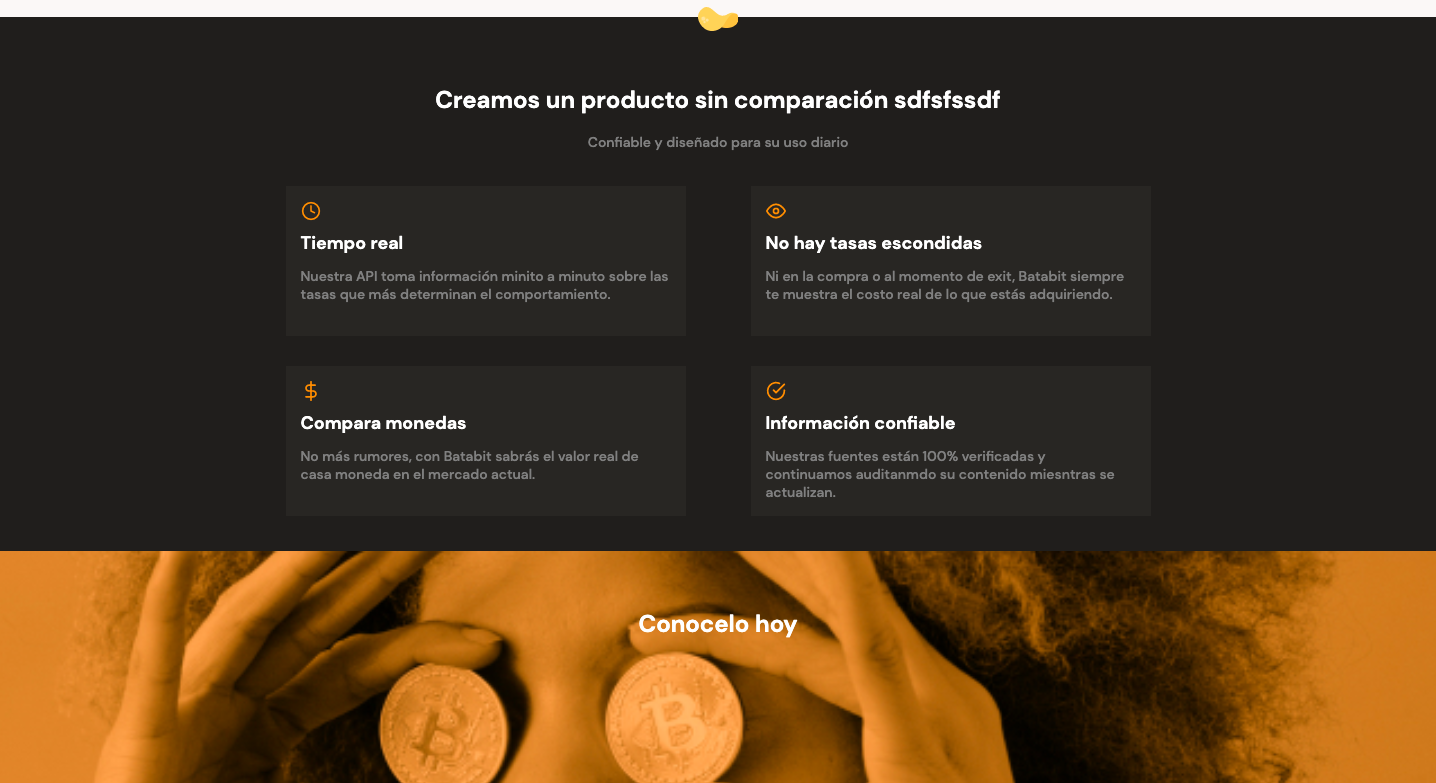 Creamos un producto sin comparación sdfsfssdf
Confiable y diseñado para su uso diario
Tiempo real
Nuestra API toma información minito a minuto sobre las
tasas que más determinan el comportamiento.
No hay tasas escondidas
Ni en la compra o al momento de exit, Batabit siempre
te muestra el costo real de lo que estás adquiriendo.
Compara monedas
No más rumores, con Batabit sabrás el valor real de
casa moneda en el mercado actual.
Información confiable
Nuestras fuentes están 100% verificadas y
continuamos auditanmdo su contenido miesntras se
actualizan.
Conocelo hoy